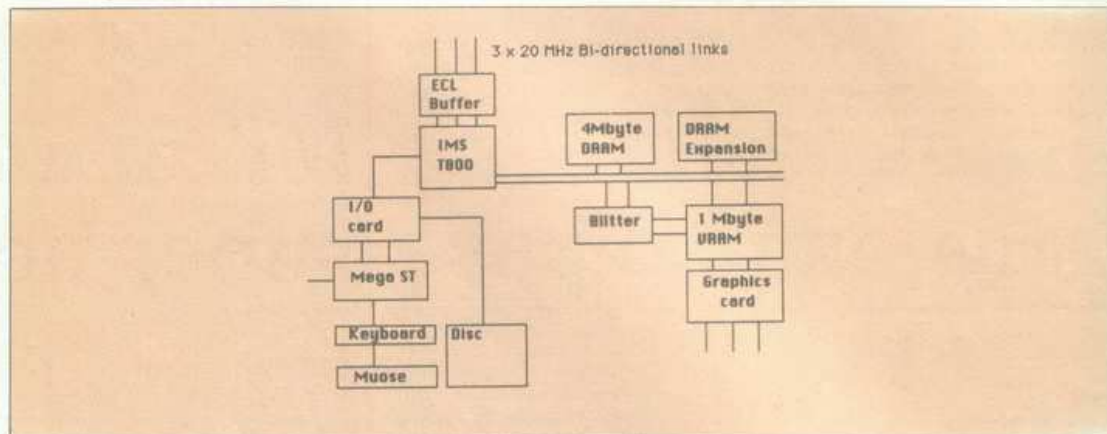 3 x 20 MHz Bi-directional links
ECL
Buffer
IMS
T800
4Mbyte
DRAM
DRAM
Expansion
I/O
card
Blitter
1 Mbyte
VRAM
Mega ST
Graphics
card
Keyboard
Disc
Muose